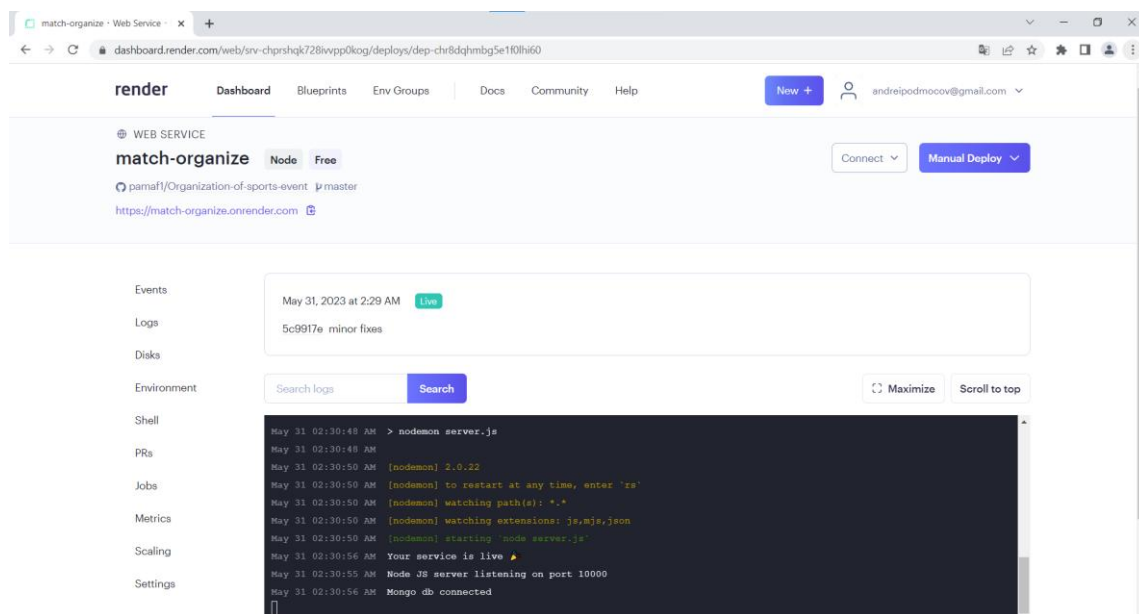 match-organize · Web Service ·
dashboard.render.com/web/srv-chprshqk728ivvpp0kog/deploys/dep-chr8dqhmbg5e1f0lhi60
render Dashboard Blueprints Env Groups Docs Community Help New + andreipodmocov@gmail.com
WEB SERVICE
match-organize Node Free Connect Manual Deploy
pamaf1/Organization-of-sports-event master
https://match-organize.onrender.com
Events
Logs
Disks
Environment
Shell
PRs
Jobs
Metrics
Scaling
Settings
May 31, 2023 at 2:29 AM Live
5c9917e minor fixes
Search logs Search Maximize Scroll to top
May 31 02:30:48 AM > nodemon server.js
May 31 02:30:48 AM
May 31 02:30:50 AM [nodemon] 2.0.22
May 31 02:30:50 AM [nodemon] to restart at any time, enter `rs`
May 31 02:30:50 AM [nodemon] watching path(s): *.*
May 31 02:30:50 AM [nodemon] watching extensions: js,mjs,json
May 31 02:30:50 AM [nodemon] starting `node server.js`
May 31 02:30:56 AM Your service is live 🎉
May 31 02:30:55 AM Node JS server listening on port 10000
May 31 02:30:56 AM Mongo db connected